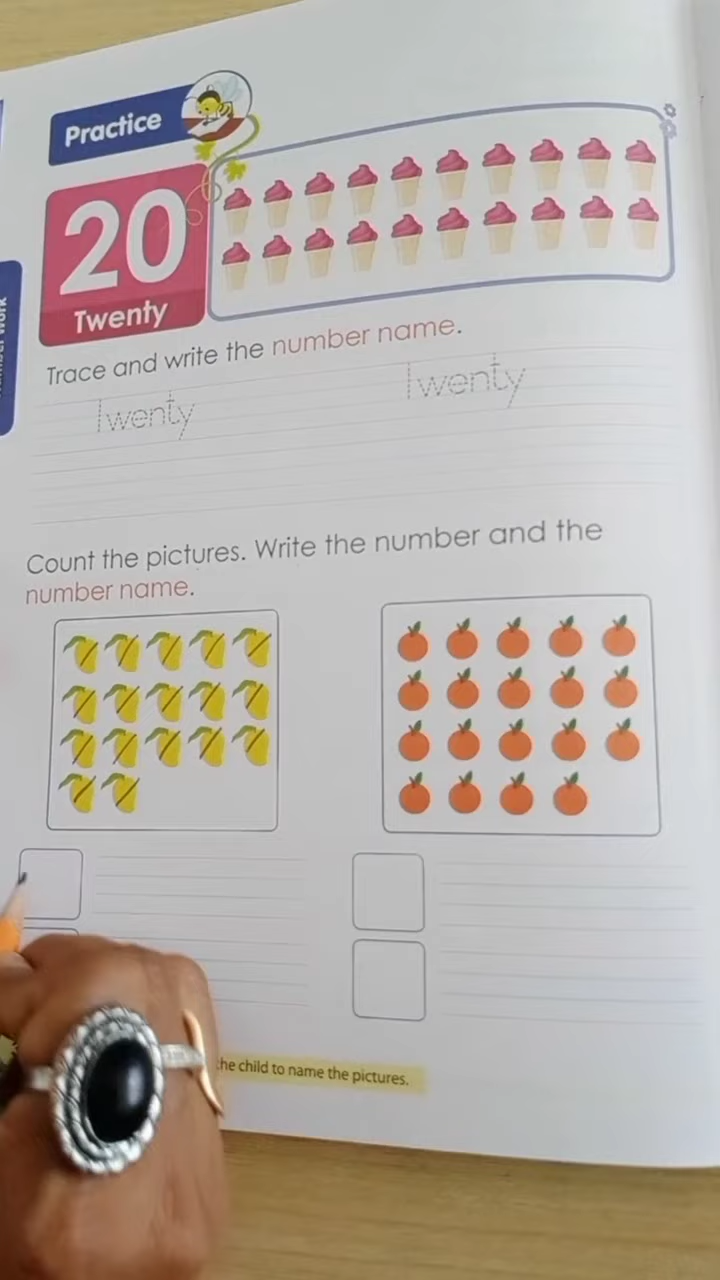 Practice
20
Twenty
Trace and write the number name.
Twenty Twenty
Count the pictures. Write the number and the
number name.
the child to name the pictures.